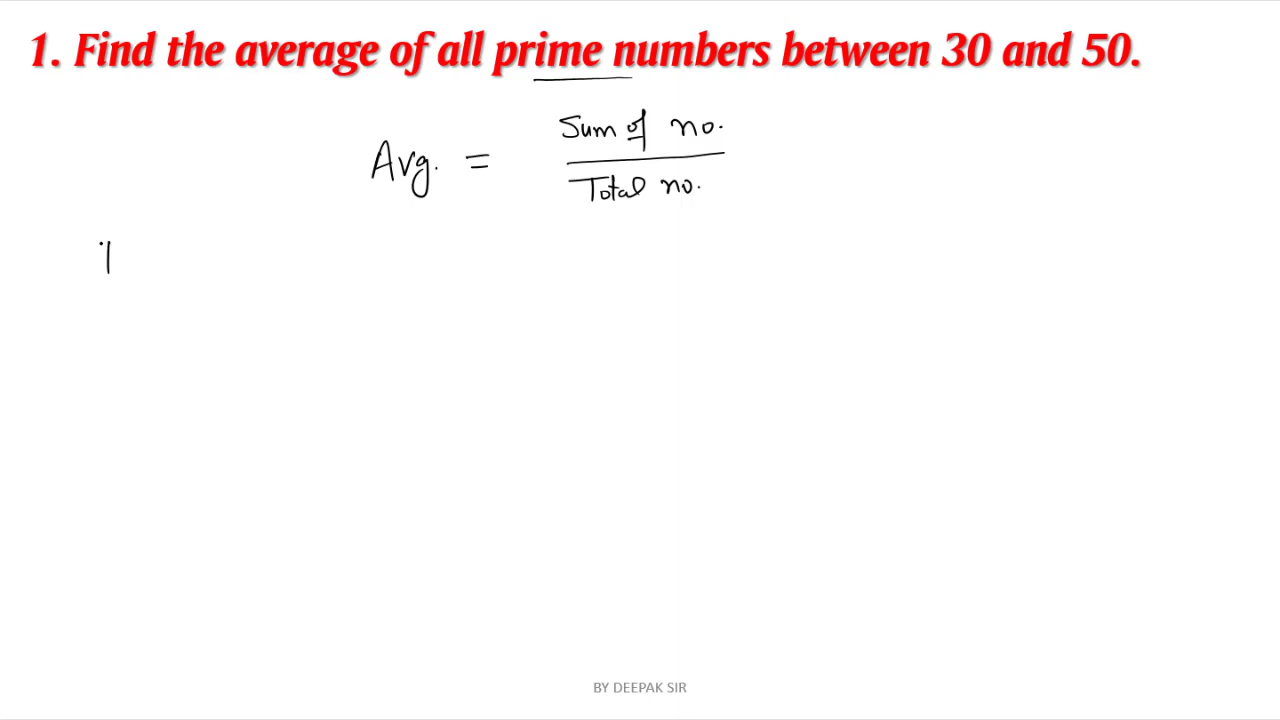 1. Find the average of all prime numbers between 30 and 50.
Sum of no.
Avg. =
Total no.
BY DEEPAK SIR